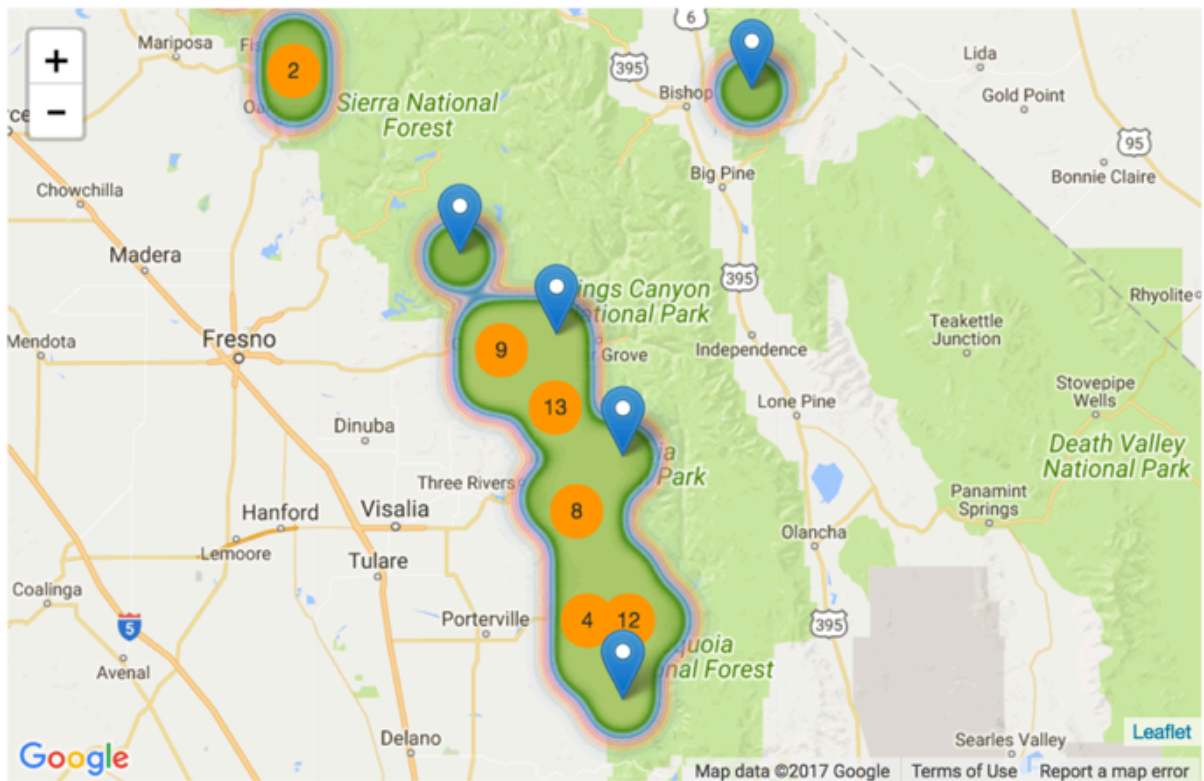 +
−
Mariposa
Fis
2
Oa
Sierra National
Forest
6
395
Bishop
Lida
Gold Point
95
Bonnie Claire
Big Pine
Chowchilla
Madera
395
ings Canyon
ational Park
Rhyolite
Mendota
Fresno
9
r Grove
Independence
Teakettle
Junction
13
Stovepipe
Wells
Lone Pine
Dinuba
ia
Park
Death Valley
National Park
Three Rivers
8
Panamint
Springs
Hanford
Visalia
Lemoore
Tulare
Olancha
Coalinga
5
Porterville
4
12
395
quoia
nal Forest
Avenal
Delano
Searles Valley
Leaflet
Google
Map data ©2017 Google
Terms of Use
Report a map error